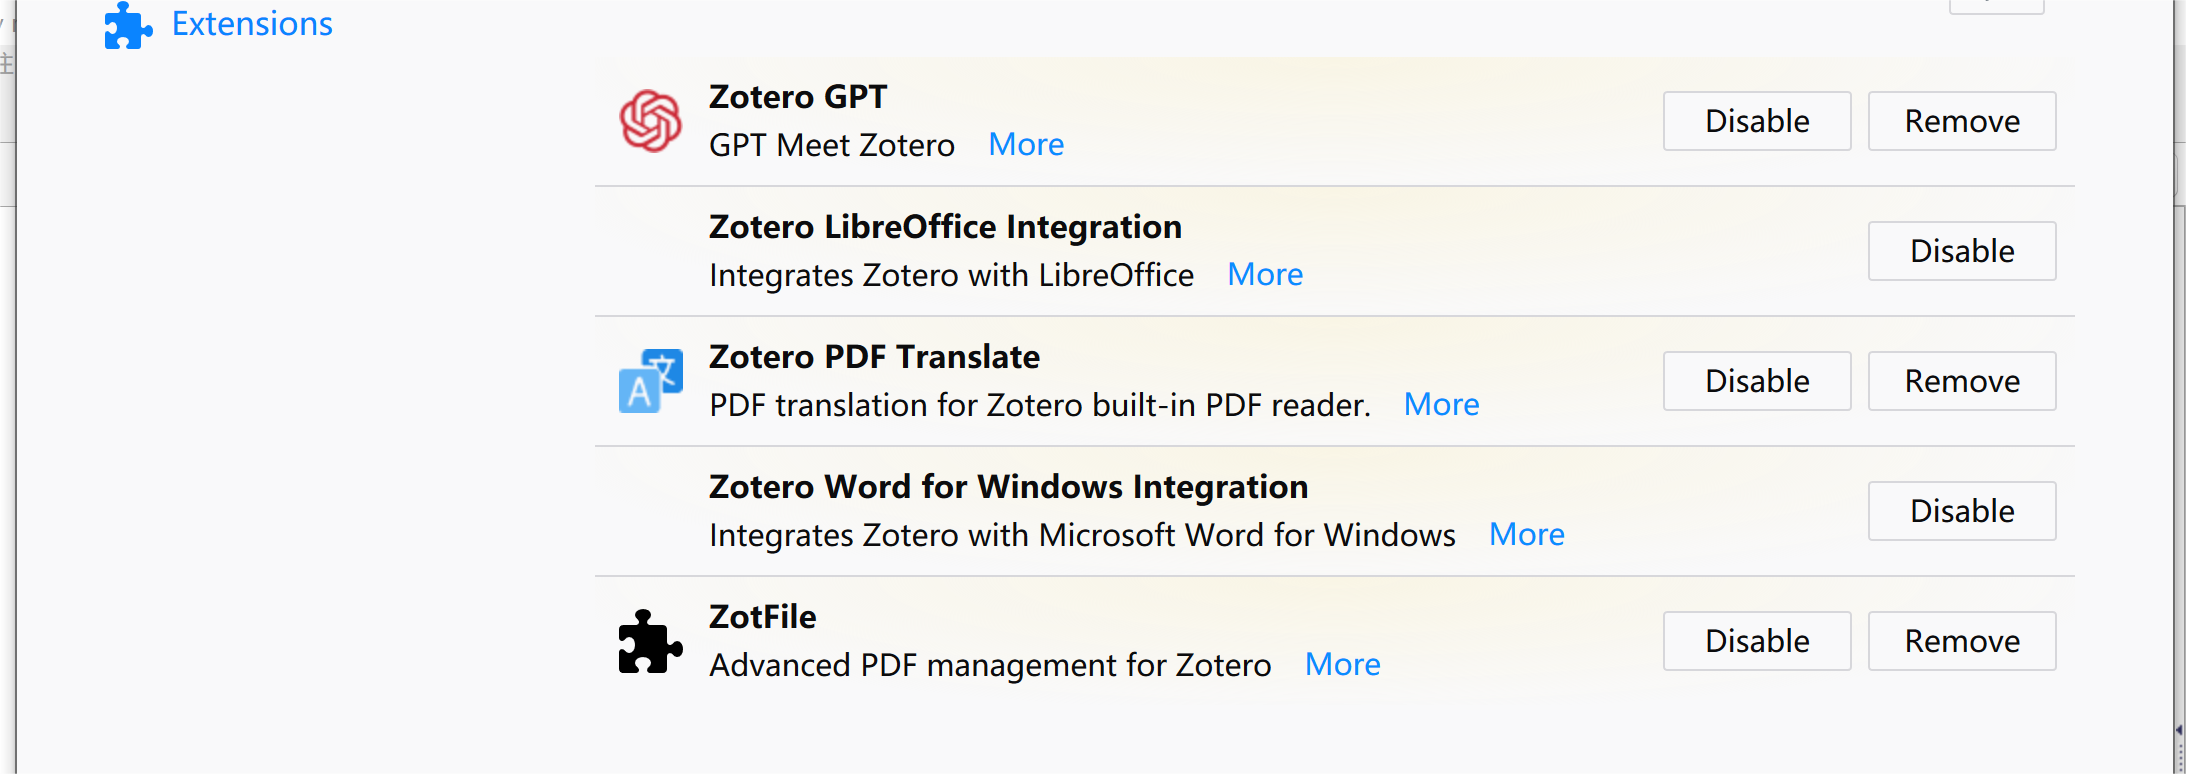 注
Extensions
Zotero GPT
GPT Meet Zotero More
Disable Remove
Zotero LibreOffice Integration
Integrates Zotero with LibreOffice More
Disable
A 文
Zotero PDF Translate
PDF translation for Zotero built-in PDF reader. More
Disable Remove
Zotero Word for Windows Integration
Integrates Zotero with Microsoft Word for Windows More
Disable
ZotFile
Advanced PDF management for Zotero More
Disable Remove